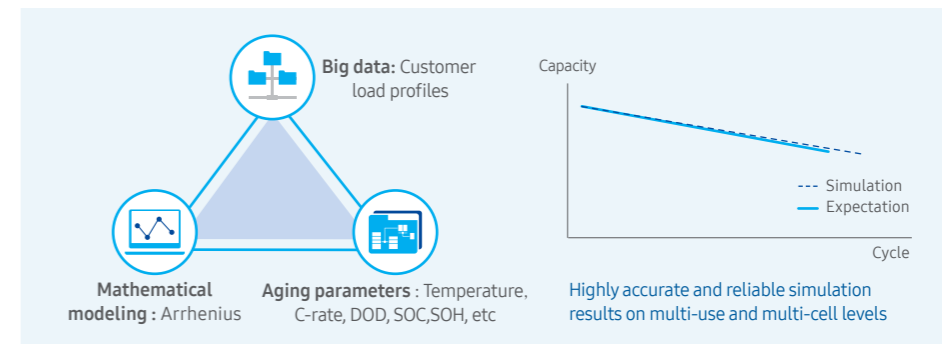 Big data: Customer
load profiles
Mathematical
modeling : Arrhenius
Aging parameters : Temperature,
C-rate, DOD, SOC,SOH, etc
Capacity
--- Simulation
Expectation
Cycle
Highly accurate and reliable simulation
results on multi-use and multi-cell levels